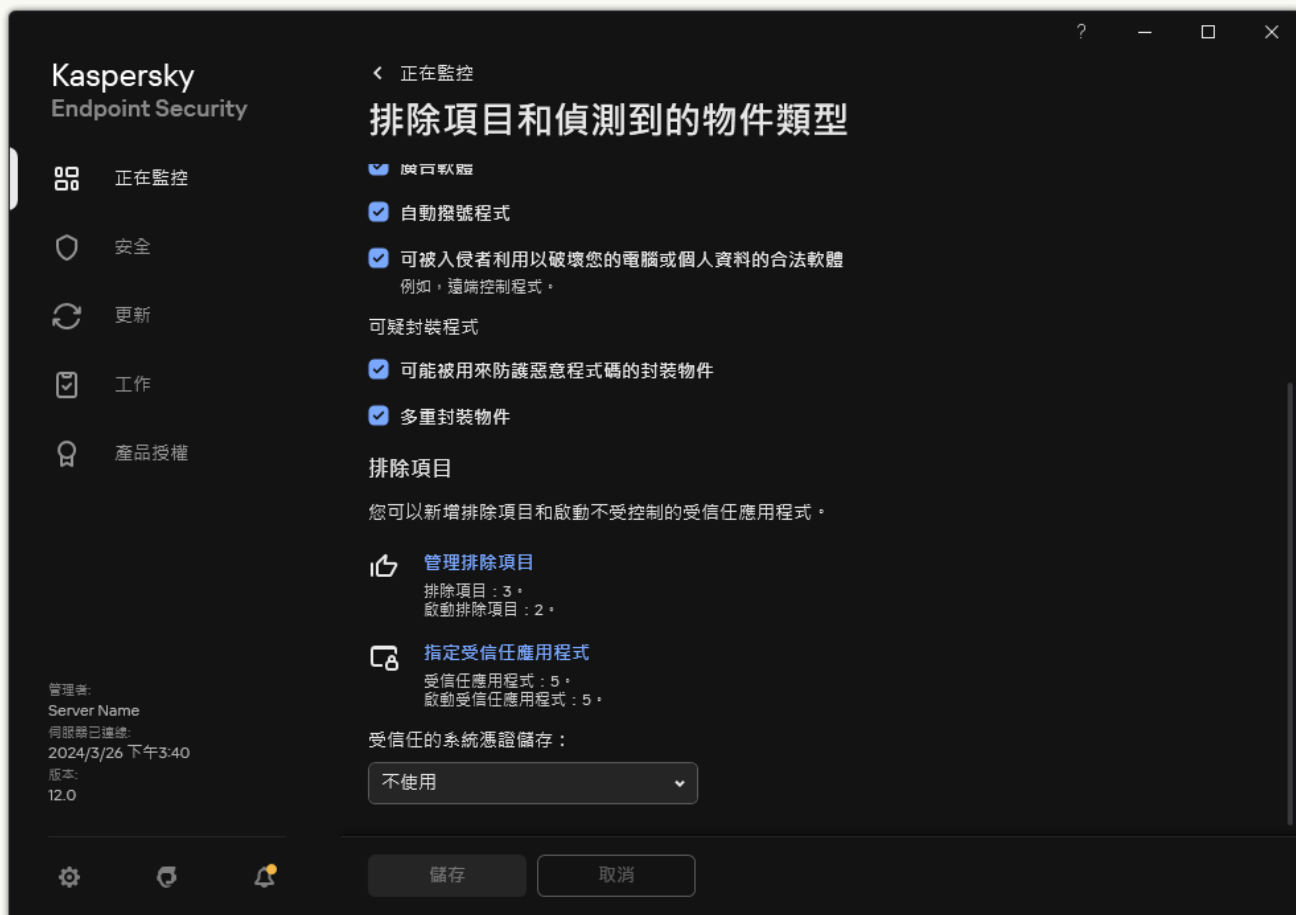 ?
Kaspersky
Endpoint Security
正在監控
安全
更新
工作
產品授權
管理者:
Server Name
伺服器已連線:
2024/3/26 下午3:40
版本:
12.0
正在監控
排除項目和偵測到的物件類型
廣告軟體
自動撥號程式
可被入侵者利用以破壞您的電腦或個人資料的合法軟體
例如，遠端控制程式。
可疑封裝程式
可能被用來防護惡意程式碼的封裝物件
多重封裝物件
排除項目
您可以新增排除項目和啟動不受控制的受信任應用程式。
管理排除項目
排除項目：3。
啟動排除項目：2。
指定受信任應用程式
受信任應用程式：5。
啟動受信任應用程式：5。
受信任的系統憑證儲存：
不使用
儲存
取消